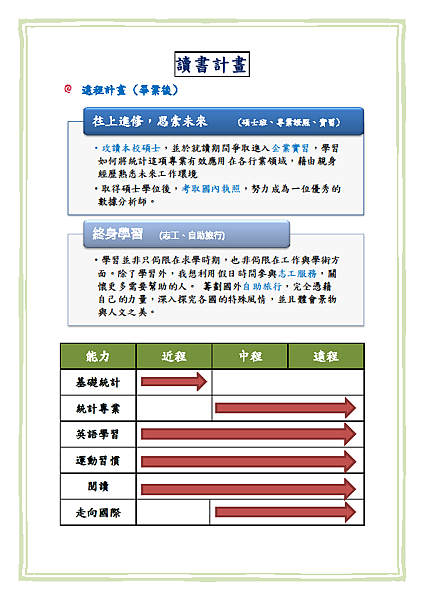 讀書計畫
遠程計畫（畢業後）
往上進修，思索未來 （碩士班、專業證照、實習）
•攻讀本校碩士，並於就讀期間爭取進入企業實習，學習
如何將統計這項專業有效應用在各行業領域，藉由親身
經歷熟悉未來工作環境
•取得碩士學位後，考取國內執照，努力成為一位優秀的
數據分析師。
終身學習 (志工、自助旅行)
•學習並非只侷限在求學時期，也非侷限在工作與學術方
面。除了學習外，我想利用假日時間參與志工服務，關
懷更多需要幫助的人。 籌劃國外自助旅行，完全憑藉
自己的力量，深入探究各國的特殊風情，並且體會景物
與人文之美。
能力 近程 中程 遠程
基礎統計
統計專業
英語學習
運動習慣
閱讀
走向國際